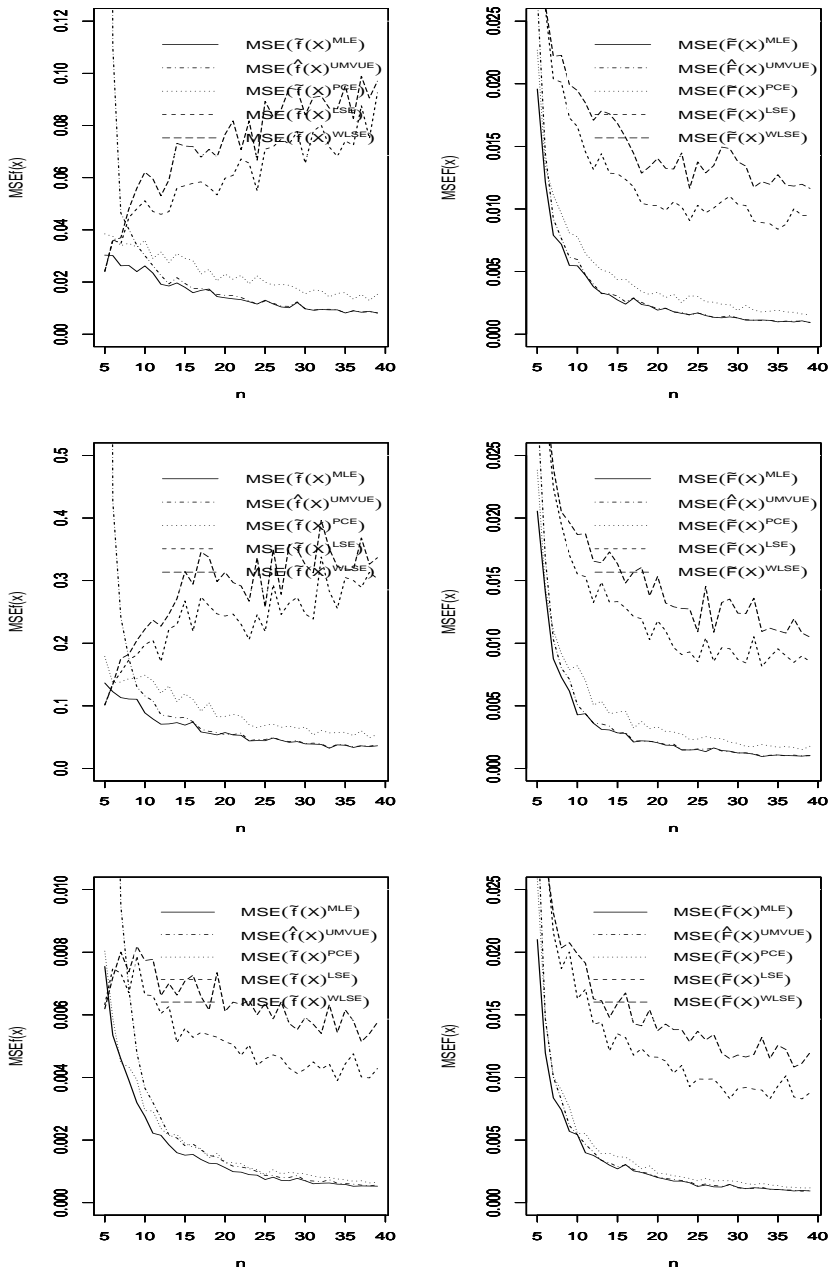 0.12
0.10
0.08
0.06
0.04
0.02
0.00
MSEf(x)
MSE(f̃(x)^MLE)
MSE(f̂(x)^UMVUE)
MSE(f̃(x)^PCE)
MSE(f̃(x)^LSE)
MSE(f̃(x)^WLSE)
5 10 15 20 25 30 35 40
n
0.025
0.020
0.015
0.010
0.005
0.000
MSEF(x)
MSE(F̃(x)^MLE)
MSE(F̂(x)^UMVUE)
MSE(F̃(x)^PCE)
MSE(F̃(x)^LSE)
MSE(F̃(x)^WLSE)
5 10 15 20 25 30 35 40
n
0.5
0.4
0.3
0.2
0.1
0.0
MSEf(x)
MSE(f̃(x)^MLE)
MSE(f̂(x)^UMVUE)
MSE(f̃(x)^PCE)
MSE(f̃(x)^LSE)
MSE(f̃(x)^WLSE)
5 10 15 20 25 30 35 40
n
0.025
0.020
0.015
0.010
0.005
0.000
MSEF(x)
MSE(F̃(x)^MLE)
MSE(F̂(x)^UMVUE)
MSE(F̃(x)^PCE)
MSE(F̃(x)^LSE)
MSE(F̃(x)^WLSE)
5 10 15 20 25 30 35 40
n
0.010
0.008
0.006
0.004
0.002
0.000
MSEf(x)
MSE(f̃(x)^MLE)
MSE(f̂(x)^UMVUE)
MSE(f̃(x)^PCE)
MSE(f̃(x)^LSE)
MSE(f̃(x)^WLSE)
5 10 15 20 25 30 35 40
n
0.025
0.020
0.015
0.010
0.005
0.000
MSEF(x)
MSE(F̃(x)^MLE)
MSE(F̂(x)^UMVUE)
MSE(F̃(x)^PCE)
MSE(F̃(x)^LSE)
MSE(F̃(x)^WLSE)
5 10 15 20 25 30 35 40
n